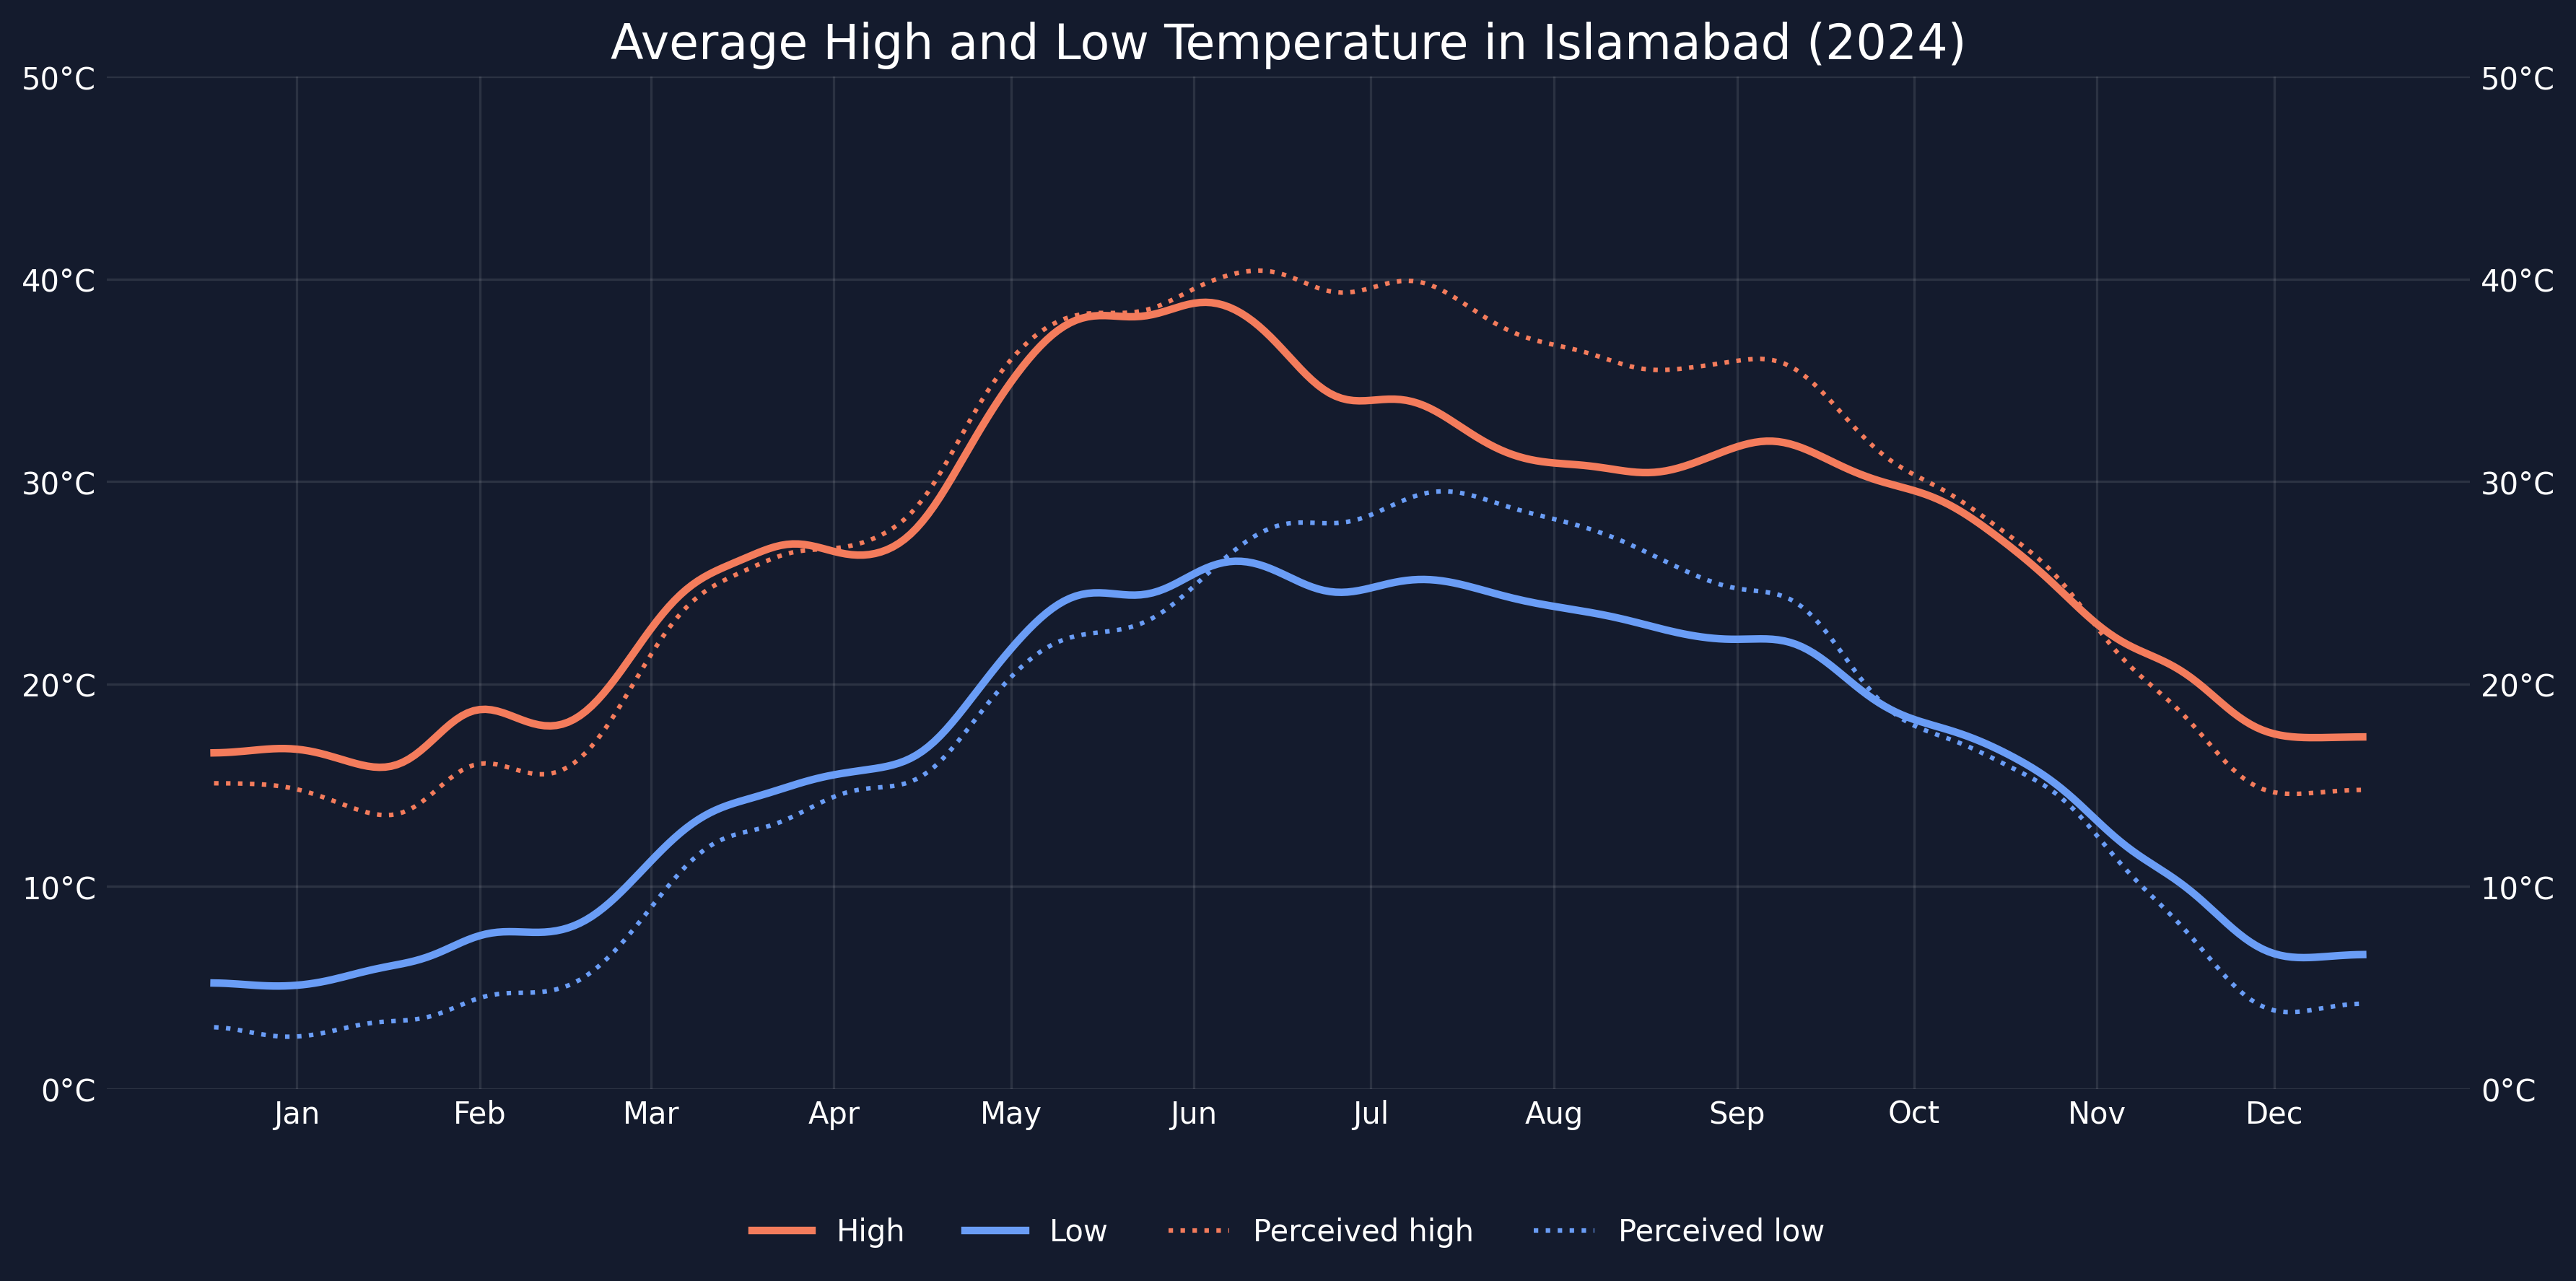 Average High and Low Temperature in Islamabad (2024)
50°C 50°C
40°C 40°C
30°C 30°C
20°C 20°C
10°C 10°C
0°C 0°C
Jan Feb Mar Apr May Jun Jul Aug Sep Oct Nov Dec
High Low Perceived high Perceived low